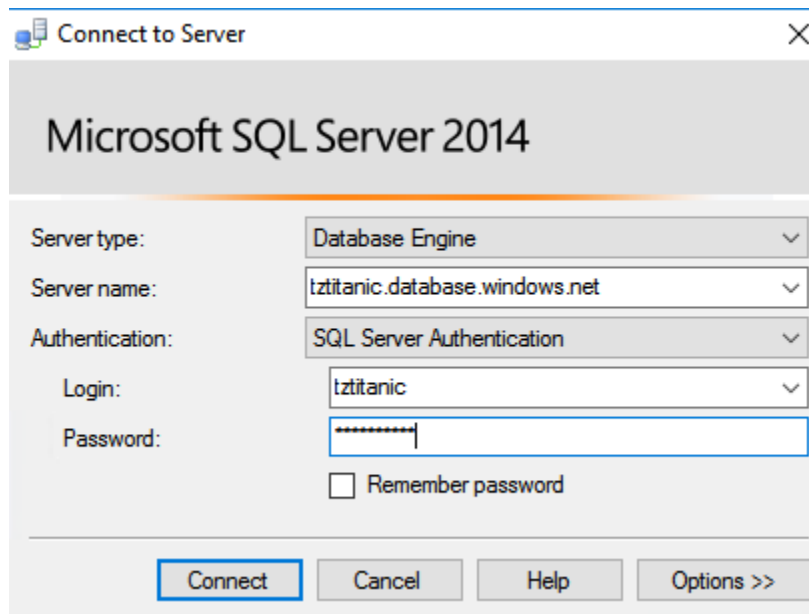 Connect to Server
Microsoft SQL Server 2014
Server type: Database Engine
Server name: tztitanic.database.windows.net
Authentication: SQL Server Authentication
Login: tztitanic
Password: **********
Remember password
Connect Cancel Help Options >>